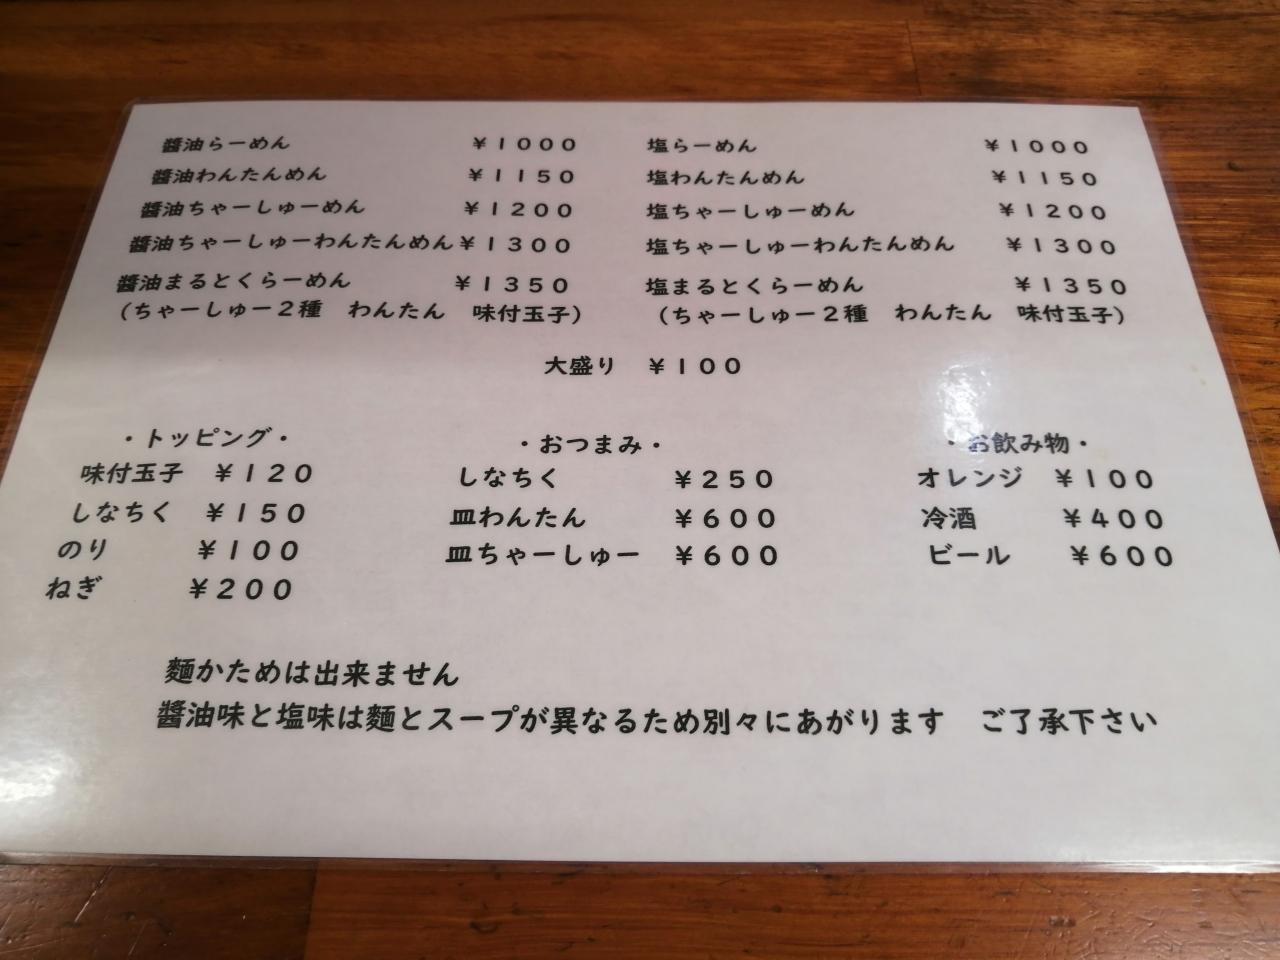 醬油らーめん ¥1000 塩らーめん ¥1000
醬油わんたんめん ¥1150 塩わんたんめん ¥1150
醬油ちゃーしゅーめん ¥1200 塩ちゃーしゅーめん ¥1200
醬油ちゃーしゅーわんたんめん ¥1300 塩ちゃーしゅーわんたんめん ¥1300
醬油まるとくらーめん ¥1350 塩まるとくらーめん ¥1350
（ちゃーしゅー２種　わんたん　味付玉子） （ちゃーしゅー２種　わんたん　味付玉子）
大盛り ¥100
・トッピング・
味付玉子 ¥120
しなちく ¥150
のり ¥100
ねぎ ¥200
・おつまみ・
しなちく ¥250
皿わんたん ¥600
皿ちゃーしゅー ¥600
・お飲み物・
オレンジ ¥100
冷酒 ¥400
ビール ¥600
麵かためは出来ません
醬油味と塩味は麵とスープが異なるため別々にあがります　ご了承下さい